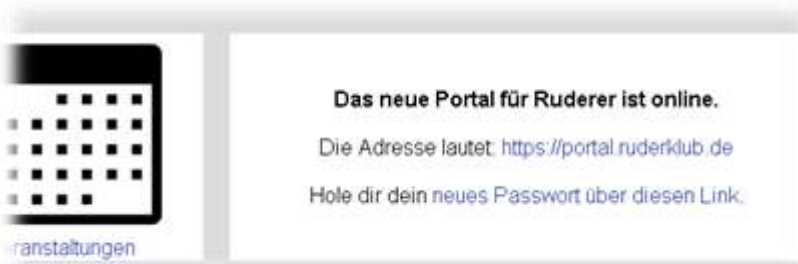 Das neue Portal für Ruderer ist online.
Die Adresse lautet: https://portal.ruderklub.de
Hole dir dein neues Passwort über diesen Link.
ranstaltungen